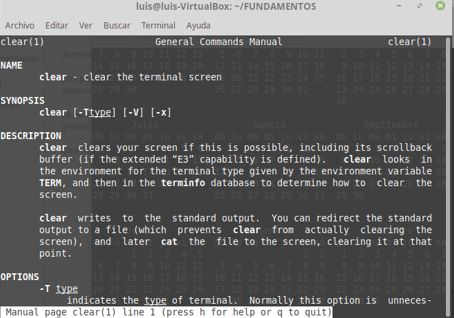 luis@luis-VirtualBox: ~/FUNDAMENTOS
Archivo Editar Ver Buscar Terminal Ayuda
clear(1) General Commands Manual clear(1)
NAME
clear - clear the terminal screen
SYNOPSIS
clear [-Ttype] [-V] [-x]
DESCRIPTION
clear clears your screen if this is possible, including its scrollback
buffer (if the extended “E3” capability is defined). clear looks in
the environment for the terminal type given by the environment variable
TERM, and then in the terminfo database to determine how to clear the
screen.
clear writes to the standard output. You can redirect the standard
output to a file (which prevents clear from actually clearing the
screen), and later cat the file to the screen, clearing it at that
point.
OPTIONS
-T type
indicates the type of terminal. Normally this option is unneces-
Manual page clear(1) line 1 (press h for help or q to quit)